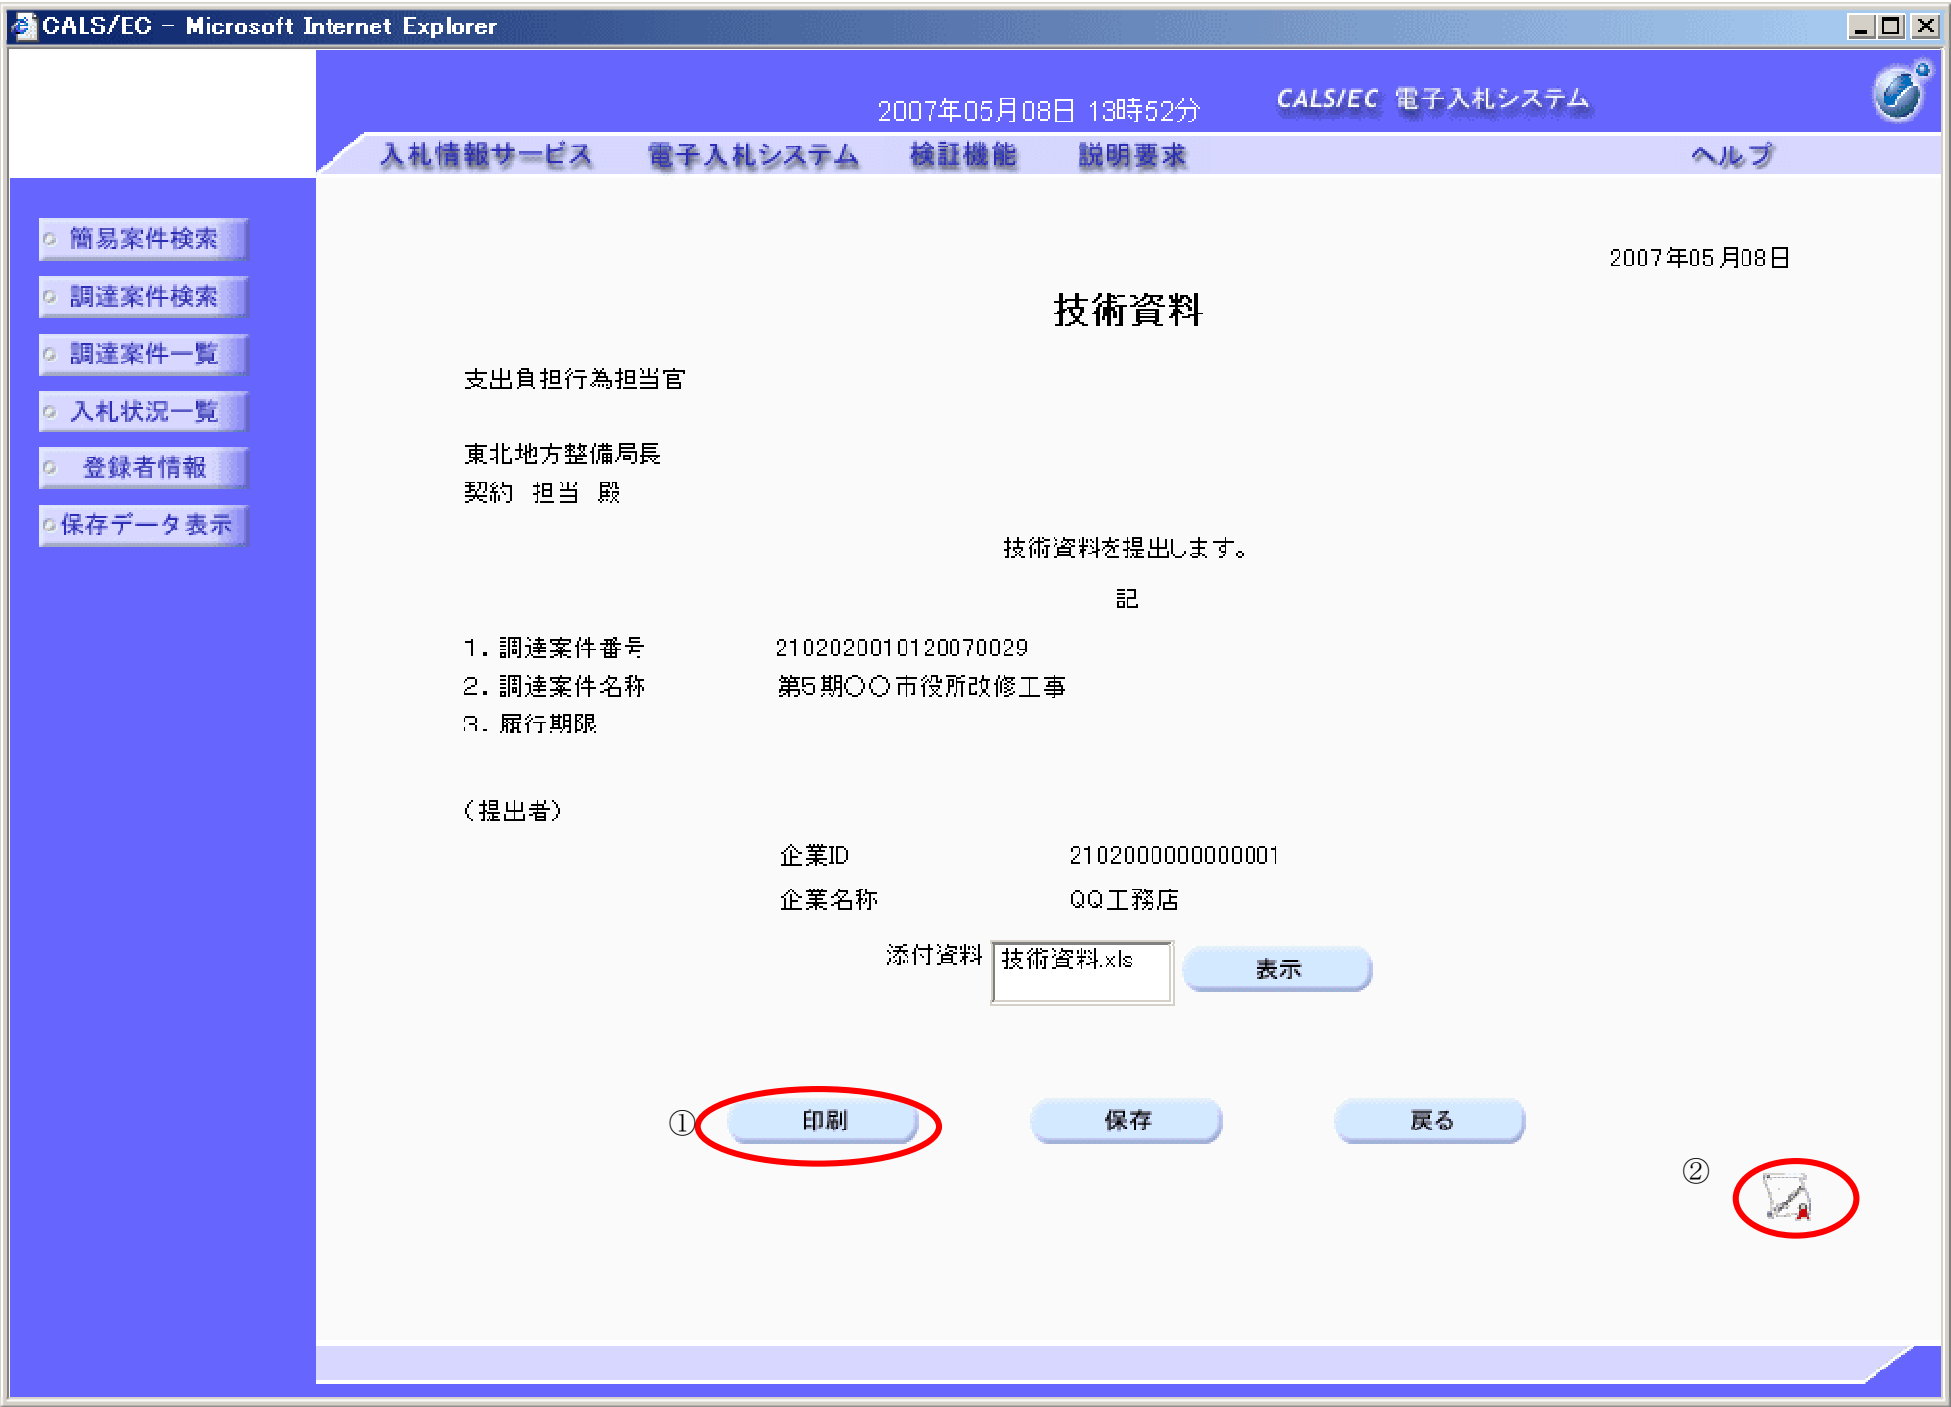 CALS/EC - Microsoft Internet Explorer
2007年05月08日 13時52分
CALS/EC 電子入札システム
入札情報サービス 電子入札システム 検証機能 説明要求 ヘルプ
簡易案件検索
調達案件検索
調達案件一覧
入札状況一覧
登録者情報
保存データ表示
2007年05月08日
技術資料
支出負担行為担当官
東北地方整備局長
契約 担当 殿
技術資料を提出します。
記
1. 調達案件番号 2102020010120070029
2. 調達案件名称 第5期〇〇市役所改修工事
3. 履行期限
(提出者)
企業ID 2102000000000001
企業名称 QQ工務店
添付資料 技術資料.xls 表示
① 印刷 保存 戻る
②